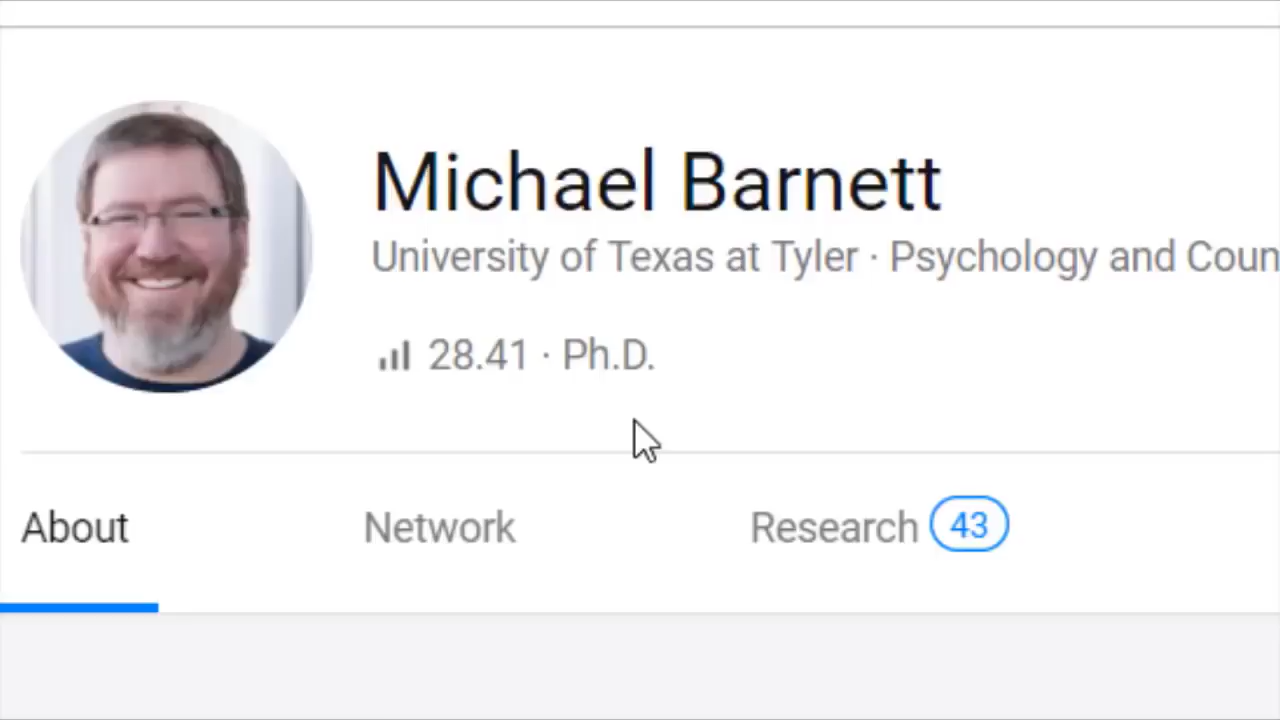 Michael Barnett
University of Texas at Tyler · Psychology and Coun
28.41 · Ph.D.
About Network Research 43